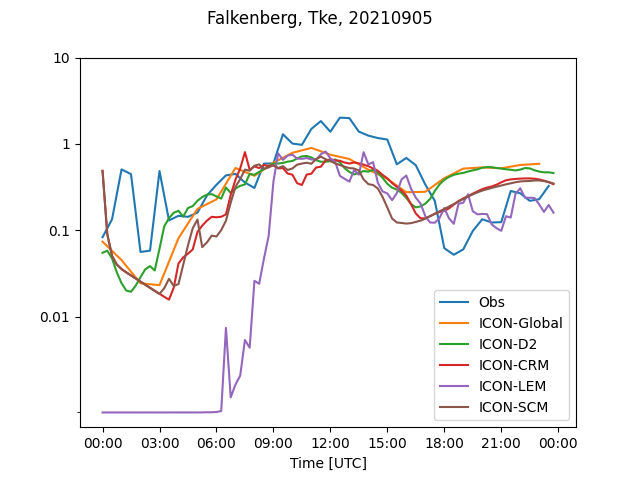 Falkenberg, Tke, 20210905
10
1
0.1
0.01
Obs
ICON-Global
ICON-D2
ICON-CRM
ICON-LEM
ICON-SCM
00:00 03:00 06:00 09:00 12:00 15:00 18:00 21:00 00:00
Time [UTC]